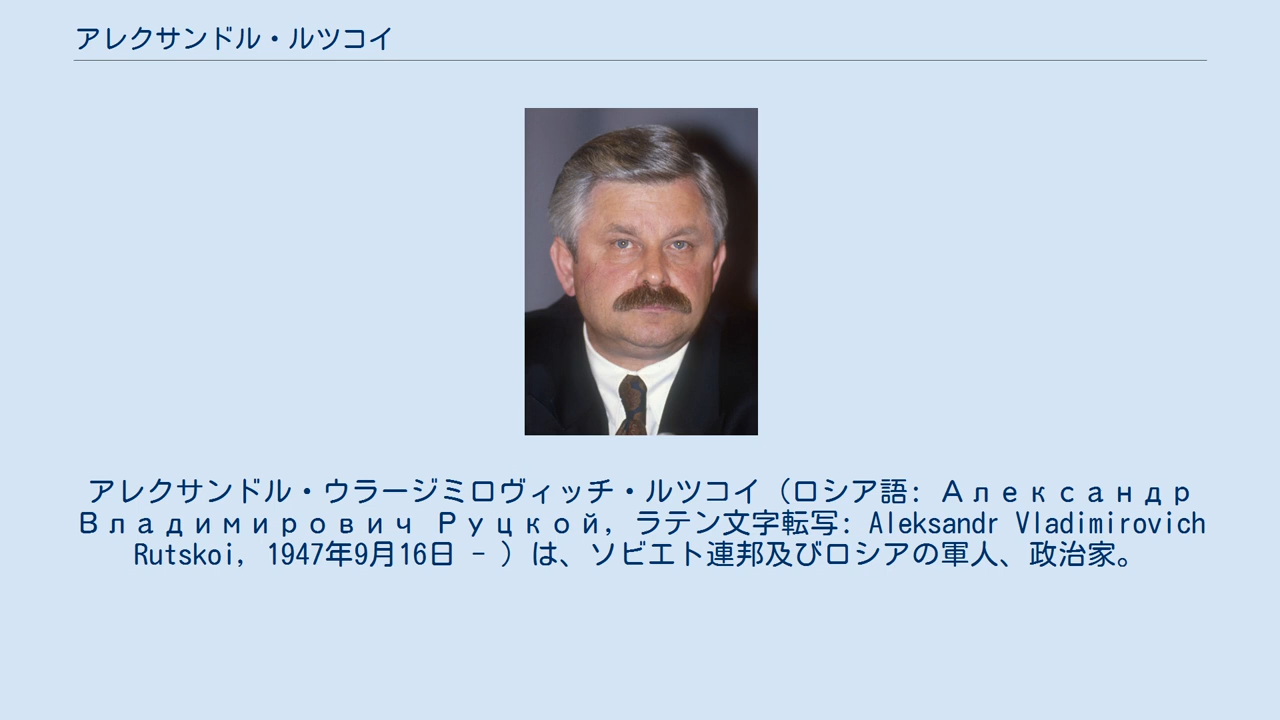 アレクサンドル・ルツコイ
アレクサンドル・ウラージミロヴィッチ・ルツコイ（ロシア語: Александр
Владимирович Руцкой, ラテン文字転写: Aleksandr Vladimirovich
Rutskoi, 1947年9月16日 - ）は、ソビエト連邦及びロシアの軍人、政治家。